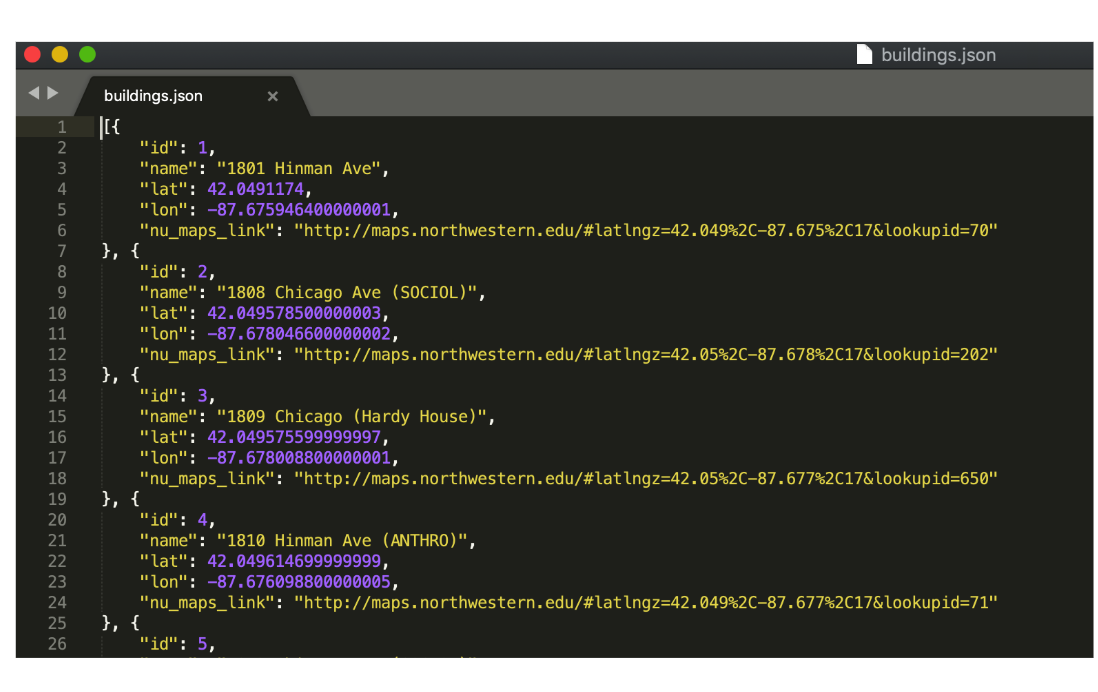 buildings.json
buildings.json ×
1 [{
2 "id": 1,
3 "name": "1801 Hinman Ave",
4 "lat": 42.0491174,
5 "lon": -87.675946400000001,
6 "nu_maps_link": "http://maps.northwestern.edu/#latlngz=42.049%2C-87.675%2C17&lookupid=70"
7 }, {
8 "id": 2,
9 "name": "1808 Chicago Ave (SOCIOL)",
10 "lat": 42.049578500000003,
11 "lon": -87.678046600000002,
12 "nu_maps_link": "http://maps.northwestern.edu/#latlngz=42.05%2C-87.678%2C17&lookupid=202"
13 }, {
14 "id": 3,
15 "name": "1809 Chicago (Hardy House)",
16 "lat": 42.049575599999997,
17 "lon": -87.678008800000001,
18 "nu_maps_link": "http://maps.northwestern.edu/#latlngz=42.05%2C-87.677%2C17&lookupid=650"
19 }, {
20 "id": 4,
21 "name": "1810 Hinman Ave (ANTHRO)",
22 "lat": 42.049614699999999,
23 "lon": -87.676098800000005,
24 "nu_maps_link": "http://maps.northwestern.edu/#latlngz=42.049%2C-87.677%2C17&lookupid=71"
25 }, {
26 "id": 5,